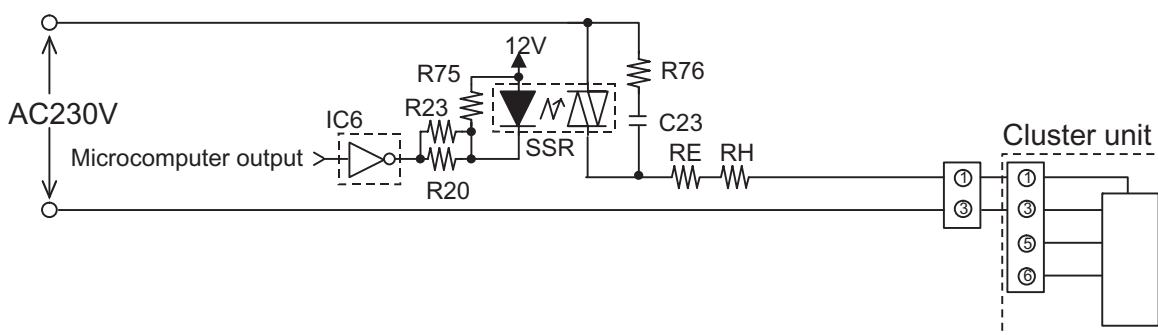 12V
R75
R76
AC230V
R23
IC6
C23
Cluster unit
Microcomputer output
SSR
RE
RH
R20
① ①
③ ③
⑤
⑥